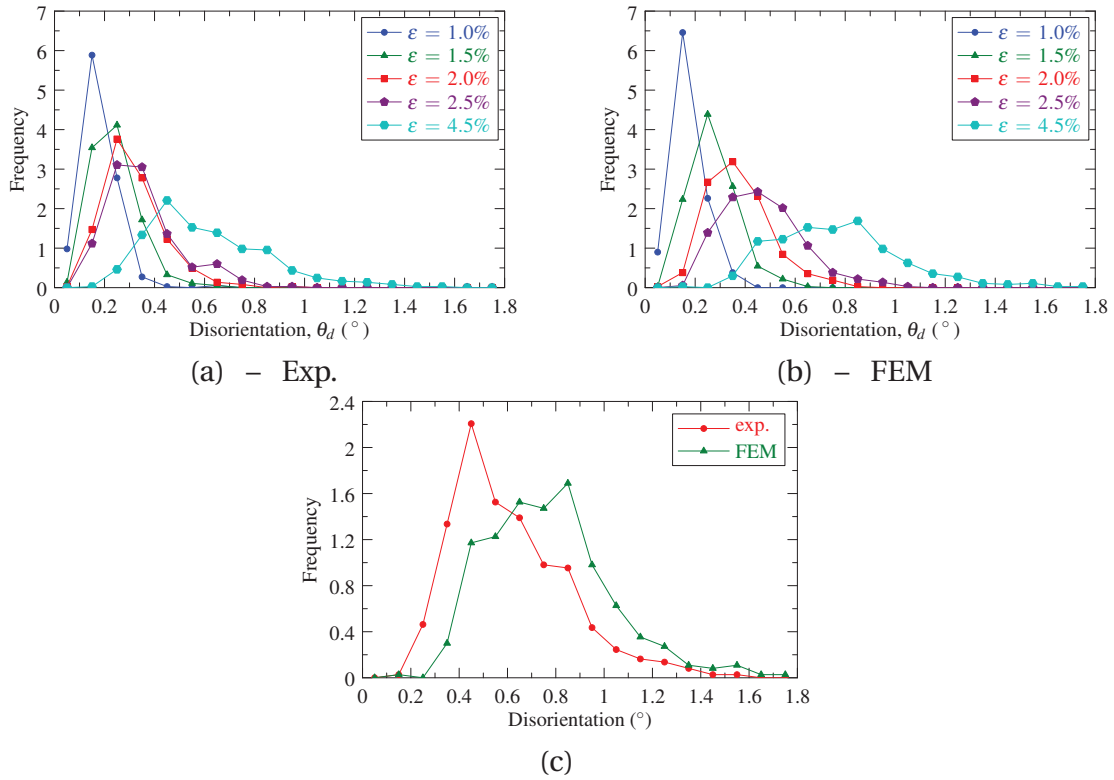 7
6
5
4
3
2
1
0
Frequency
0 0.2 0.4 0.6 0.8 1 1.2 1.4 1.6 1.8
Disorientation, θd (°)
ε = 1.0%
ε = 1.5%
ε = 2.0%
ε = 2.5%
ε = 4.5%
(a) – Exp.
7
6
5
4
3
2
1
0
Frequency
0 0.2 0.4 0.6 0.8 1 1.2 1.4 1.6 1.8
Disorientation, θd (°)
ε = 1.0%
ε = 1.5%
ε = 2.0%
ε = 2.5%
ε = 4.5%
(b) – FEM
2.4
2
1.6
1.2
0.8
0.4
0
Frequency
0 0.2 0.4 0.6 0.8 1 1.2 1.4 1.6 1.8
Disorientation (°)
exp.
FEM
(c)